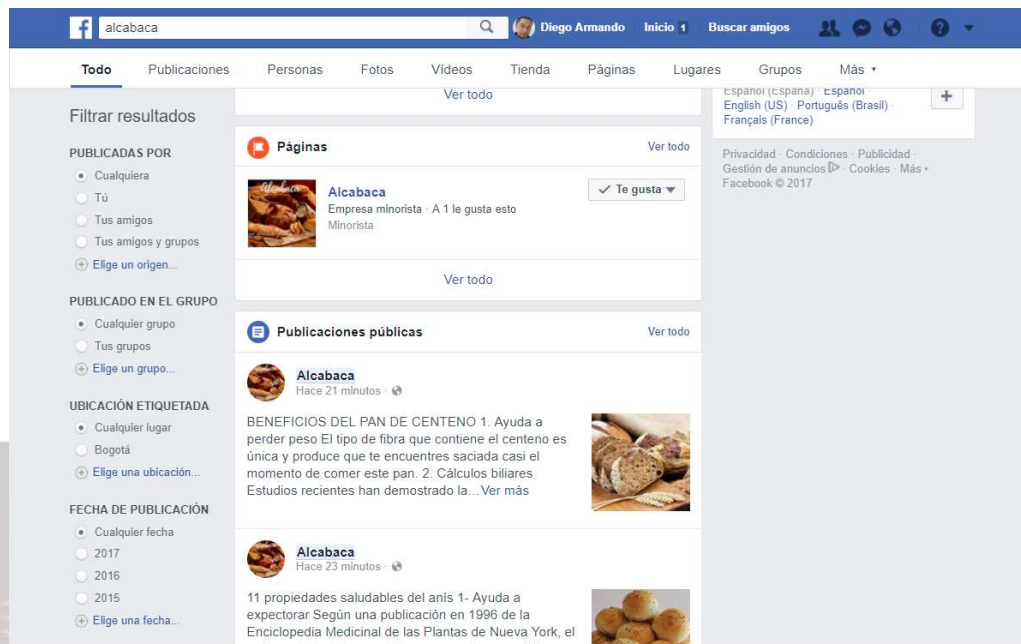 alcabaca
Diego Armando Inicio 1 Buscar amigos
Todo Publicaciones Personas Fotos Vídeos Tienda Páginas Lugares Grupos Más
Filtrar resultados
PUBLICADAS POR
Cualquiera
Tú
Tus amigos
Tus amigos y grupos
Elige un origen...
PUBLICADO EN EL GRUPO
Cualquier grupo
Tus grupos
Elige un grupo...
UBICACIÓN ETIQUETADA
Cualquier lugar
Bogotá
Elige una ubicación...
FECHA DE PUBLICACIÓN
Cualquier fecha
2017
2016
2015
Elige una fecha...
Ver todo
Páginas Ver todo
Alcabaca
Alcabaca
Empresa minorista · A 1 le gusta esto
Minorista
Te gusta
Ver todo
Publicaciones públicas Ver todo
Alcabaca
Hace 21 minutos ·
BENEFICIOS DEL PAN DE CENTENO 1. Ayuda a
perder peso El tipo de fibra que contiene el centeno es
única y produce que te encuentres saciada casi el
momento de comer este pan. 2. Cálculos biliares
Estudios recientes han demostrado la... Ver más
Alcabaca
Hace 23 minutos ·
11 propiedades saludables del anís 1- Ayuda a
expectorar Según una publicación en 1996 de la
Enciclopedia Medicinal de las Plantas de Nueva York, el
Español (España) · Español ·
English (US) · Português (Brasil) ·
Français (France)
Privacidad · Condiciones · Publicidad ·
Gestión de anuncios · Cookies · Más
Facebook © 2017